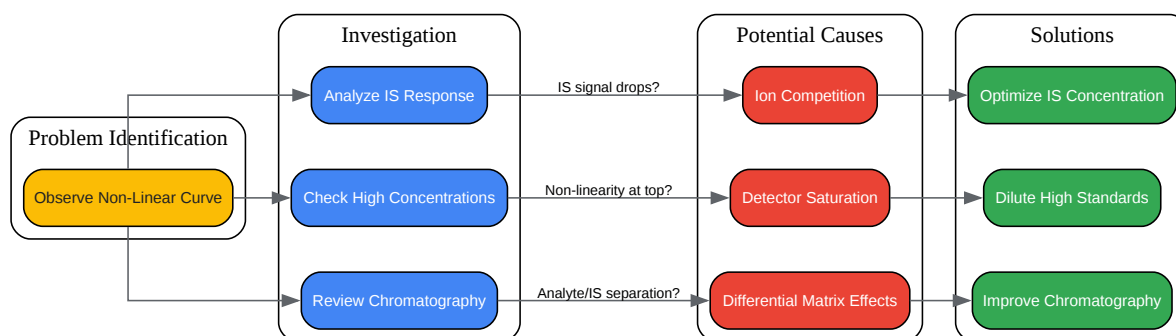 Investigation
Potential Causes
Solutions
Analyze IS Response
IS signal drops?
Ion Competition
Optimize IS Concentration
Problem Identification
Observe Non-Linear Curve
Check High Concentrations
Non-linearity at top?
Detector Saturation
Dilute High Standards
Review Chromatography
Analyte/IS separation?
Differential Matrix Effects
Improve Chromatography